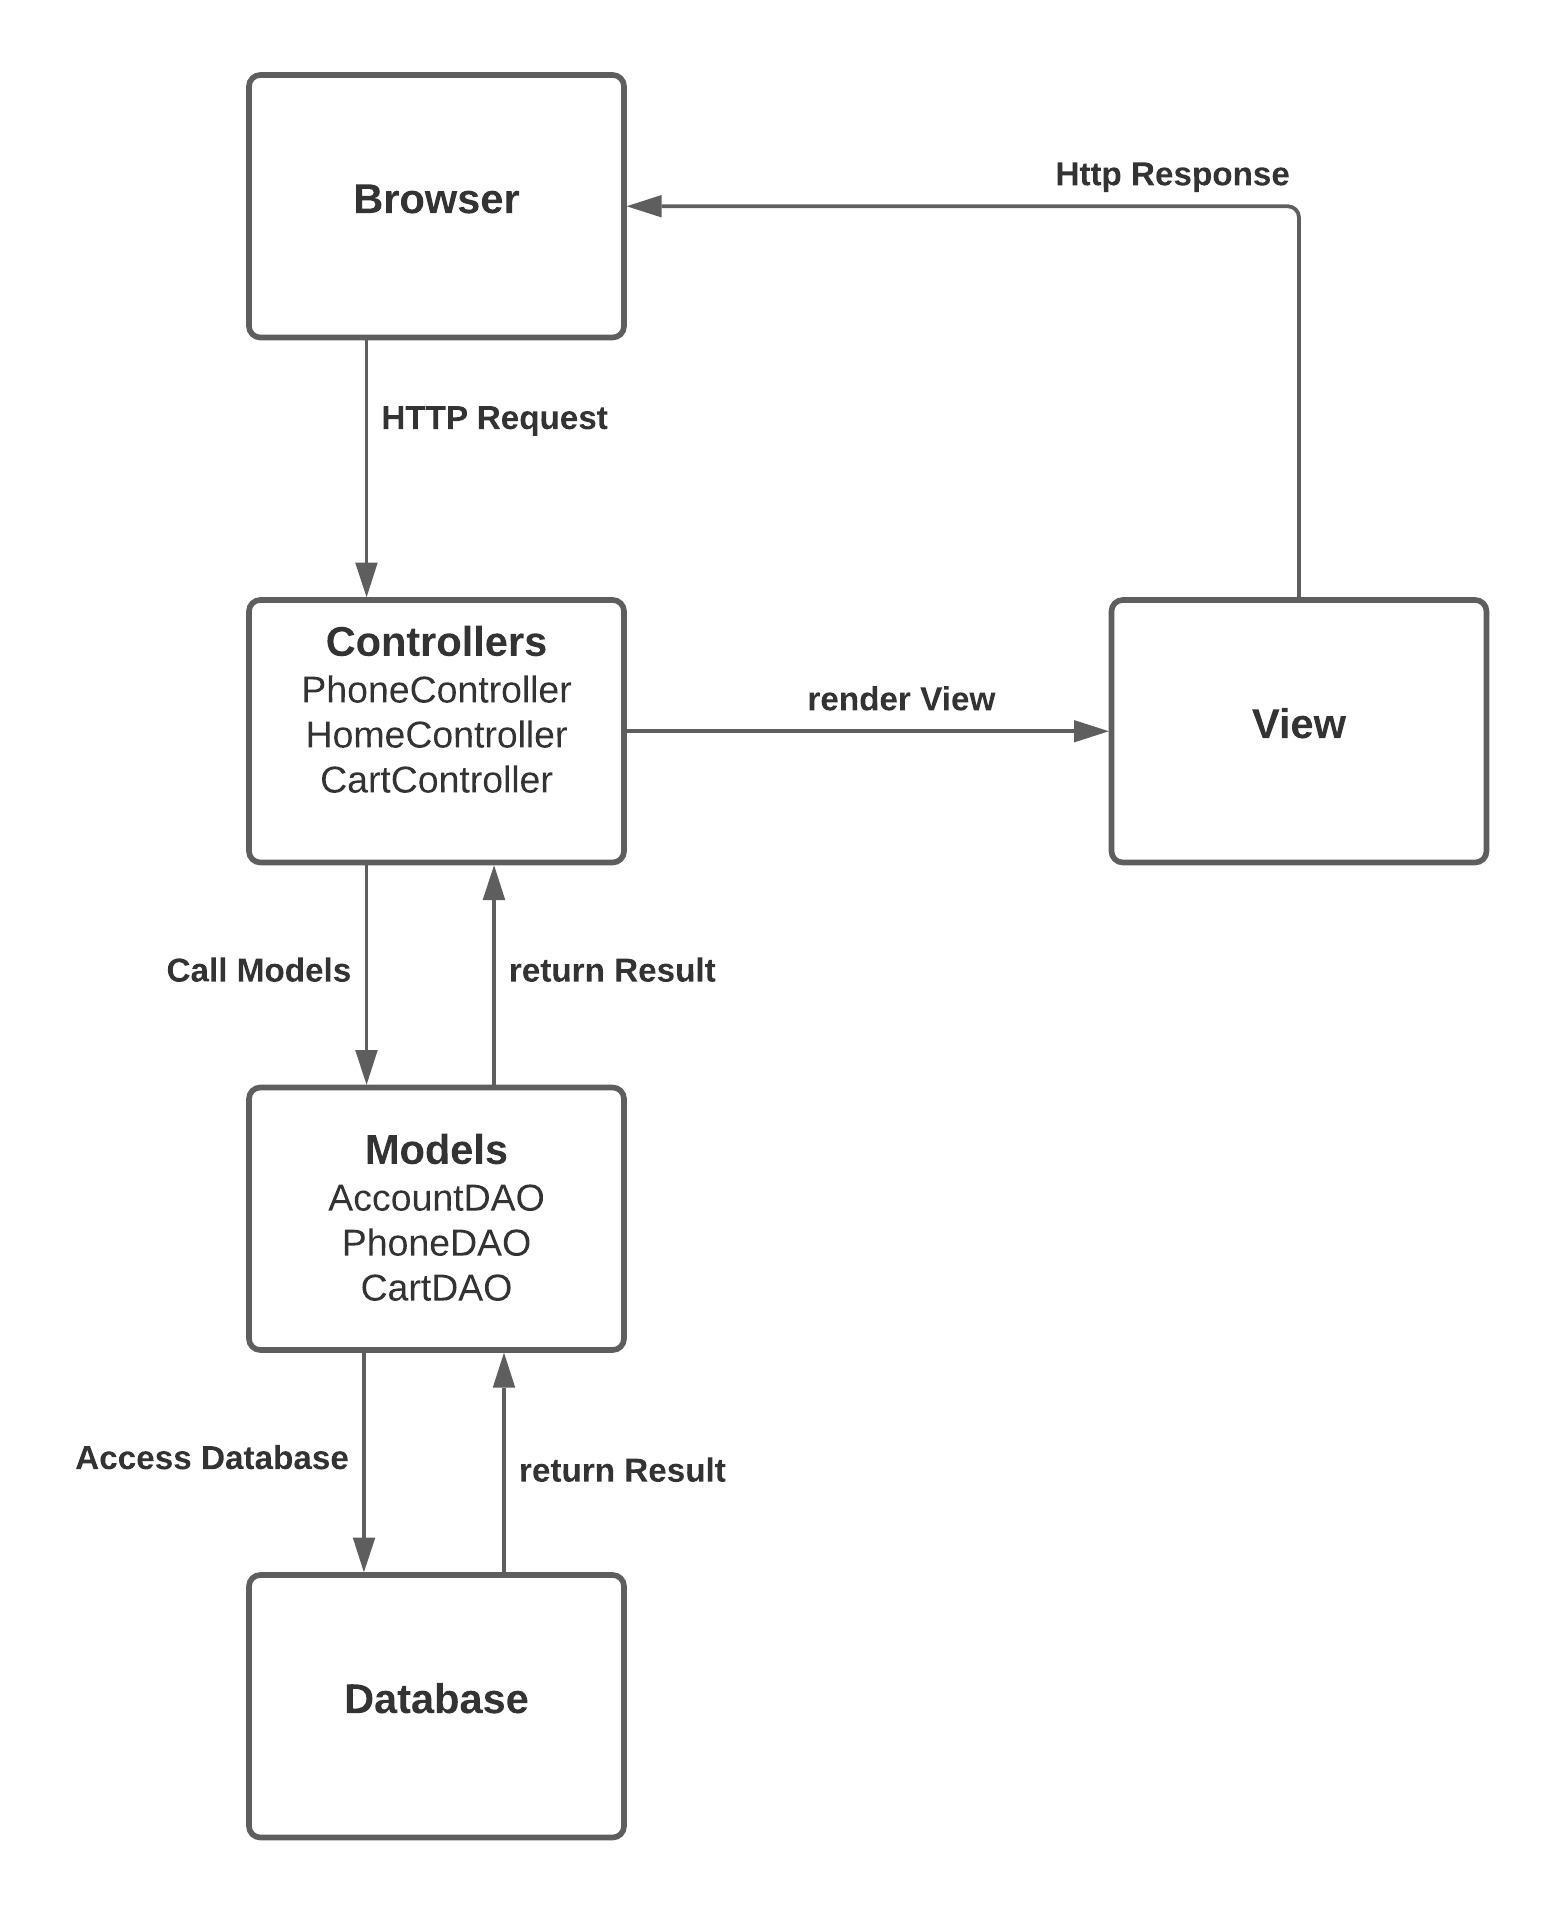 Browser
Http Response
HTTP Request
Controllers
PhoneController
HomeController
CartController
render View
View
Call Models
return Result
Models
AccountDAO
PhoneDAO
CartDAO
Access Database
return Result
Database